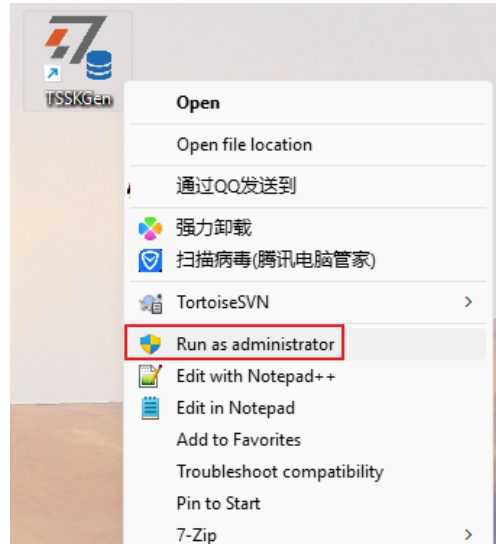 TSSKGen
Open
Open file location
通过QQ发送到
强力卸载
扫描病毒(腾讯电脑管家)
TortoiseSVN
Run as administrator
Edit with Notepad++
Edit in Notepad
Add to Favorites
Troubleshoot compatibility
Pin to Start
7-Zip